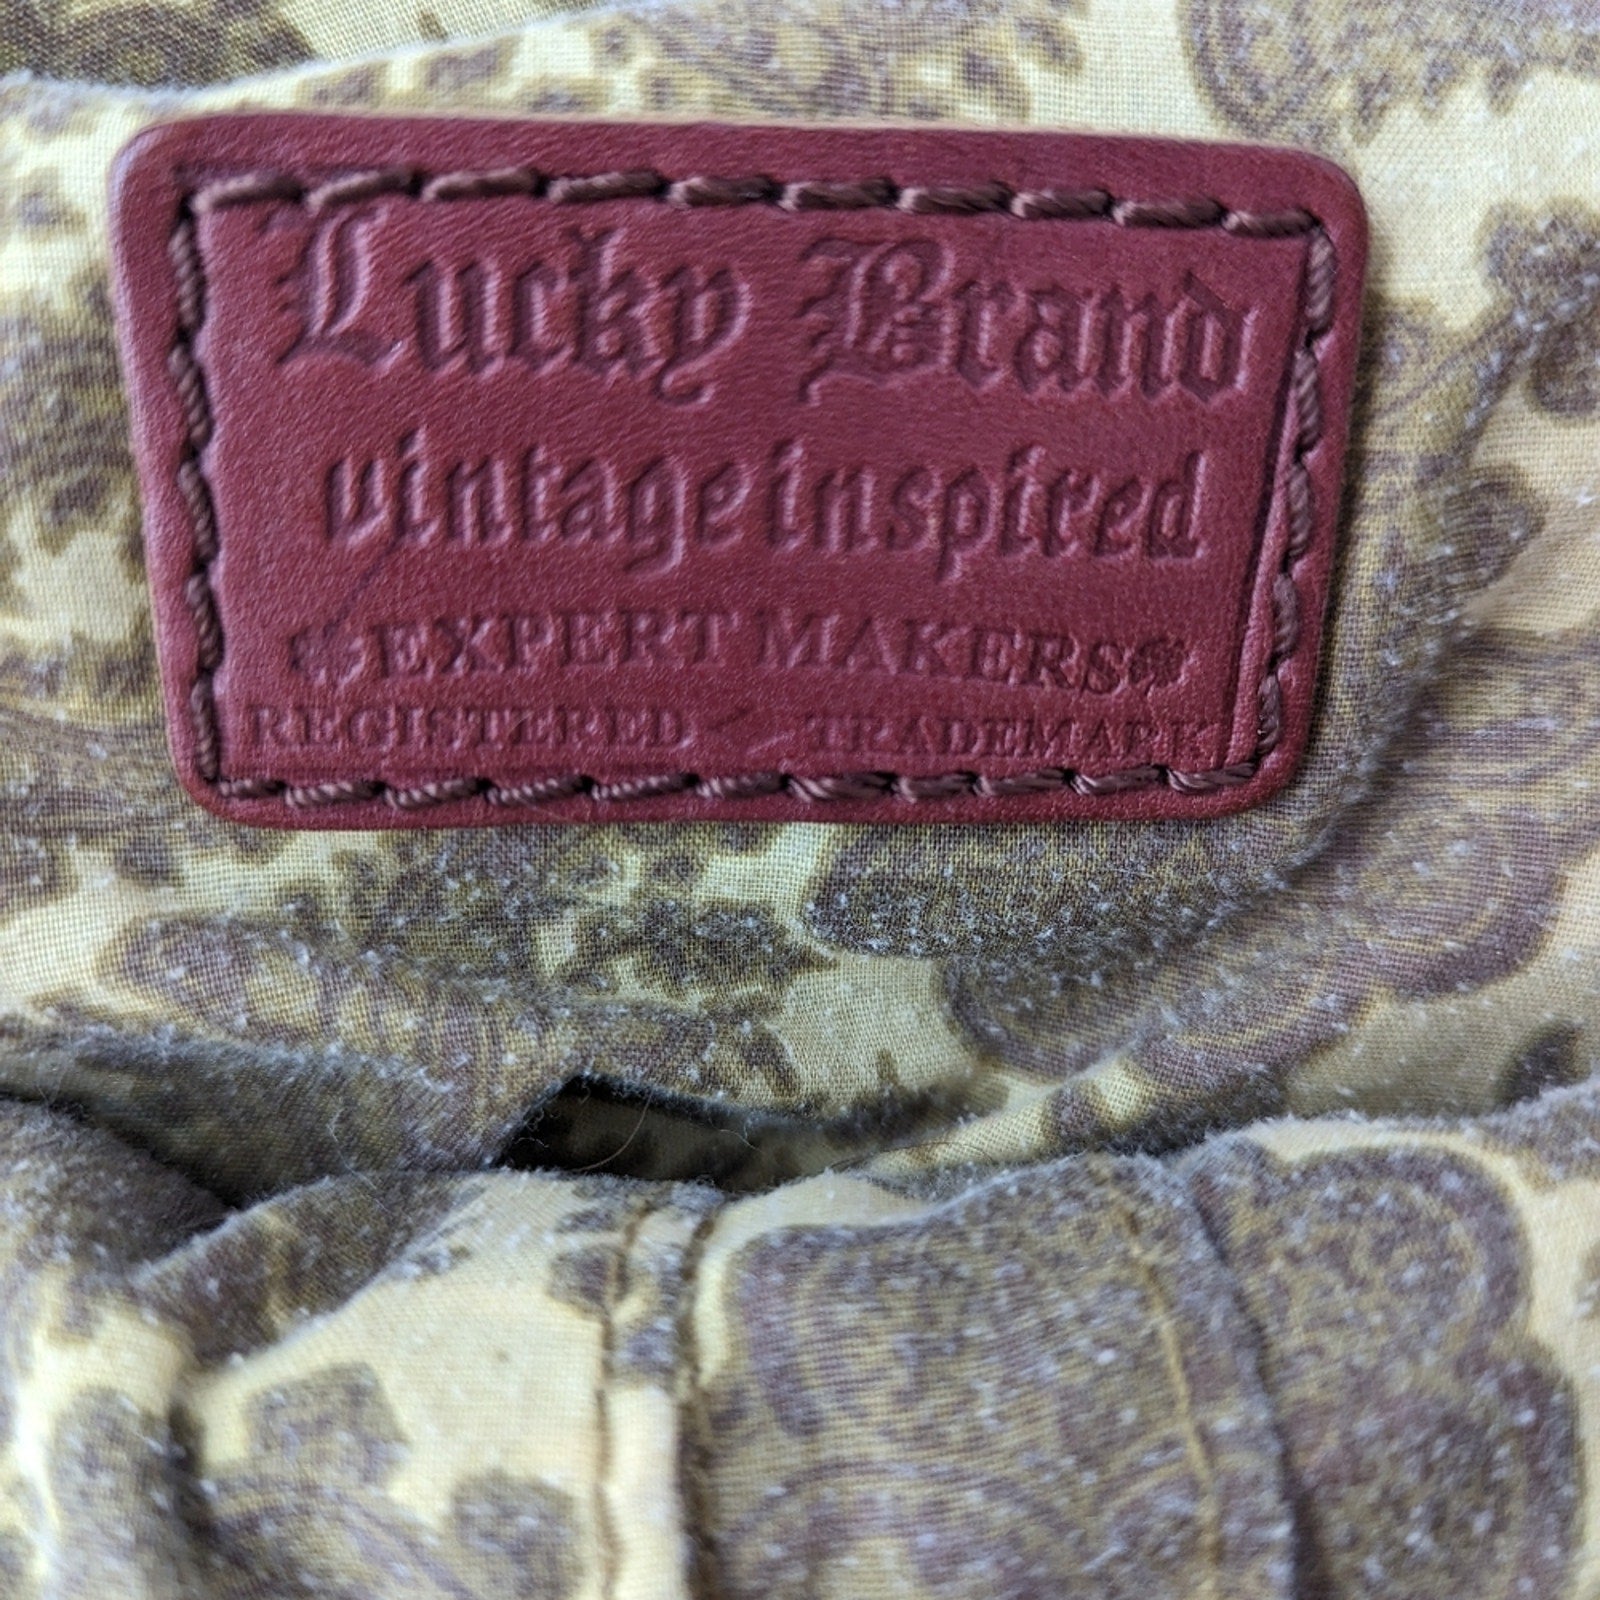 Lucky Brand
vintage inspired
EXPERT MAKERS
REGISTERED TRADEMARK